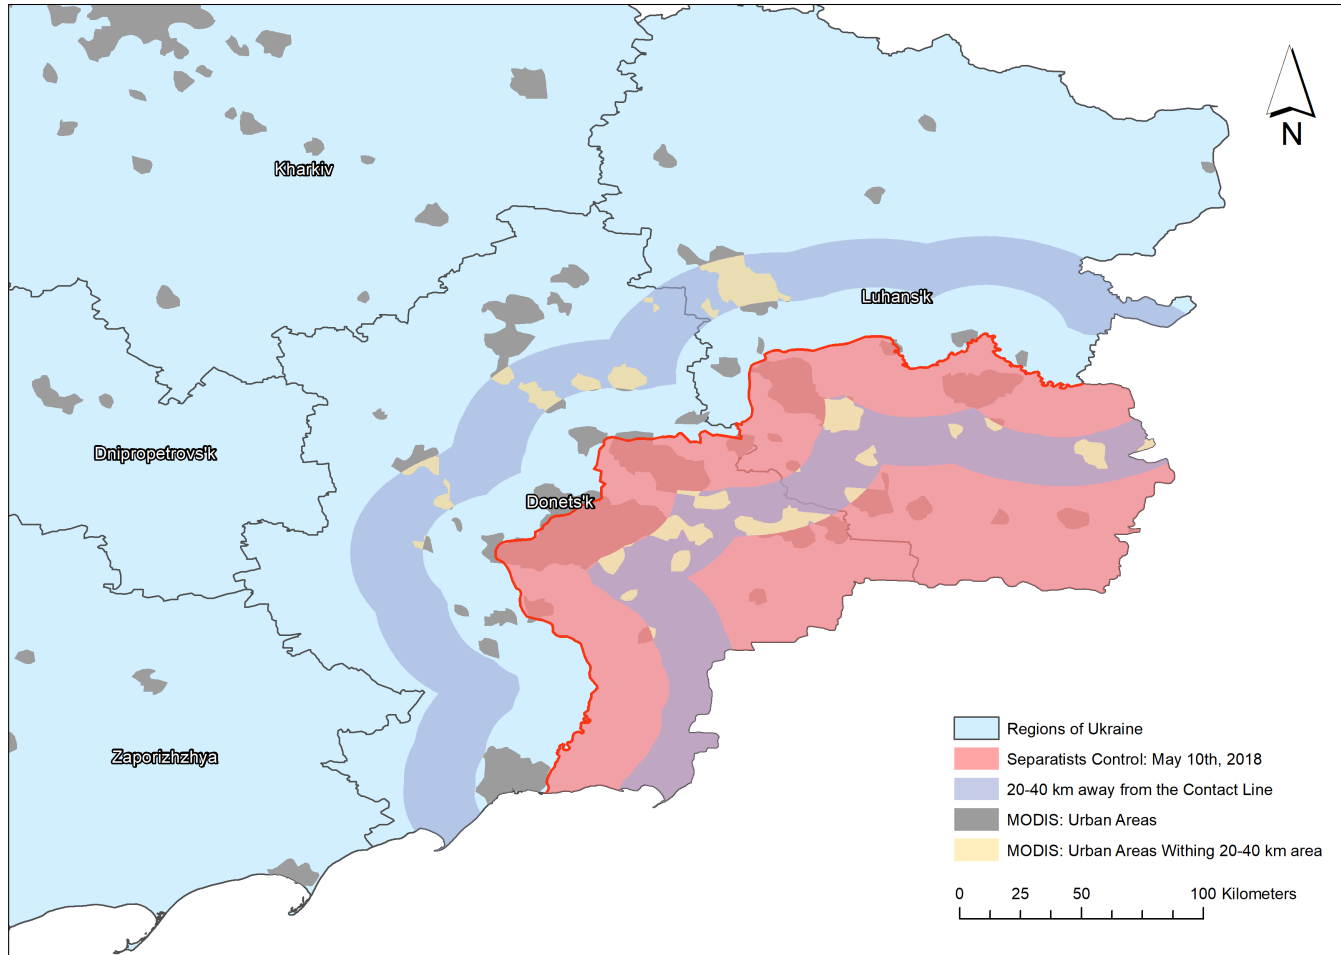 N
Kharkiv
Luhans'k
Dnipropetrovs'k
Donets'k
Zaporizhzhya
Regions of Ukraine
Separatists Control: May 10th, 2018
20-40 km away from the Contact Line
MODIS: Urban Areas
MODIS: Urban Areas Withing 20-40 km area
0 25 50 100 Kilometers